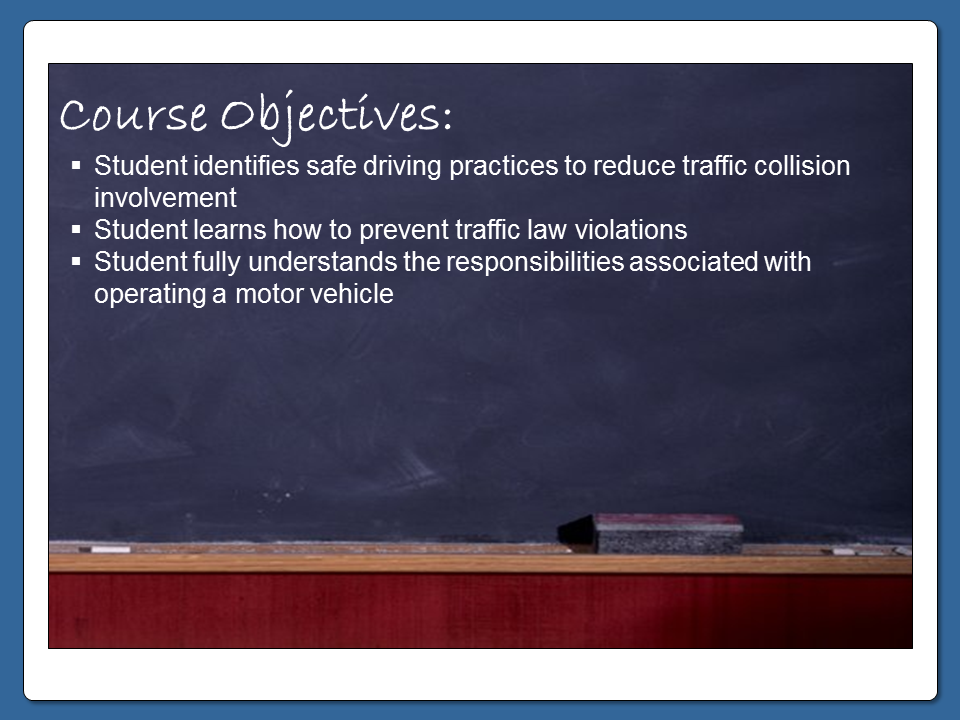 Course Objectives:
▪ Student identifies safe driving practices to reduce traffic collision
involvement
▪ Student learns how to prevent traffic law violations
▪ Student fully understands the responsibilities associated with
operating a motor vehicle